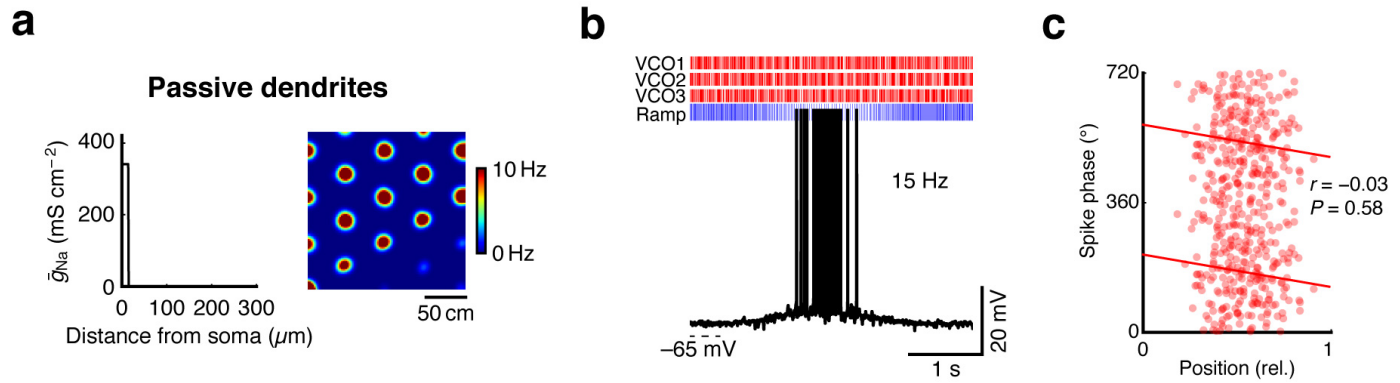 a
Passive dendrites
400
200
0
ḡNa (mS cm−2)
0 100 200 300
Distance from soma (μm)
10 Hz
0 Hz
50 cm
b
VCO1
VCO2
VCO3
Ramp
15 Hz
–65 mV
20 mV
1 s
c
720
360
0
Spike phase (°)
r = –0.03
P = 0.58
0 1
Position (rel.)